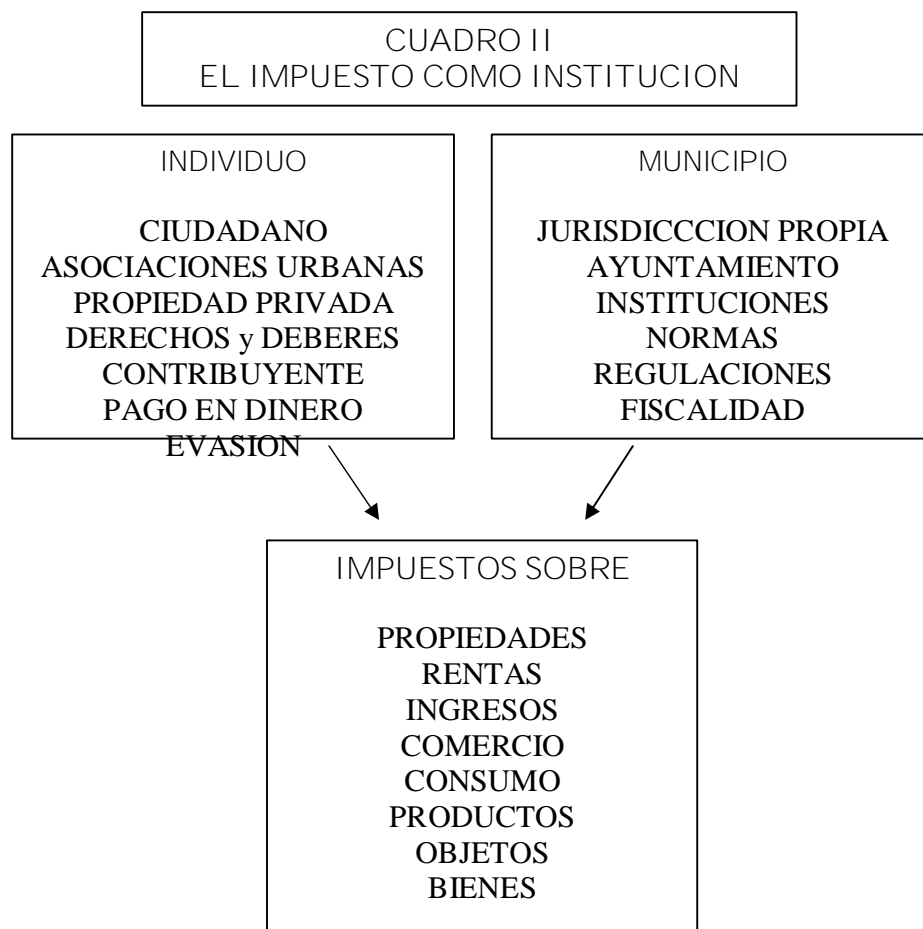 CUADRO II
EL IMPUESTO COMO INSTITUCION
INDIVIDUO
CIUDADANO
ASOCIACIONES URBANAS
PROPIEDAD PRIVADA
DERECHOS y DEBERES
CONTRIBUYENTE
PAGO EN DINERO
EVASION
MUNICIPIO
JURISDICCCION PROPIA
AYUNTAMIENTO
INSTITUCIONES
NORMAS
REGULACIONES
FISCALIDAD
IMPUESTOS SOBRE
PROPIEDADES
RENTAS
INGRESOS
COMERCIO
CONSUMO
PRODUCTOS
OBJETOS
BIENES